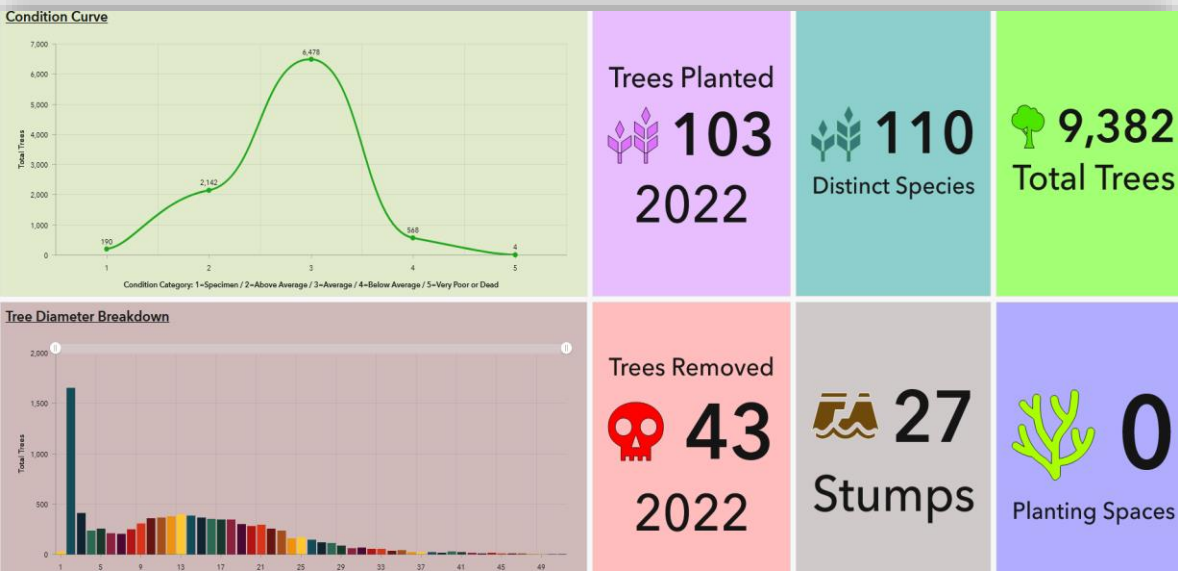 Condition Curve
7,000
6,000
5,000
4,000
3,000
2,000
1,000
0
Total Trees
190
2,142
6,478
568
4
1 2 3 4 5
Condition Category: 1=Specimen / 2=Above Average / 3=Average / 4=Below Average / 5=Very Poor or Dead
Trees Planted
103
2022
110
Distinct Species
9,382
Total Trees
Tree Diameter Breakdown
2,000
1,500
1,000
500
0
Total Trees
1 5 9 13 17 21 25 29 33 37 41 45 49
Trees Removed
43
2022
27
Stumps
0
Planting Spaces